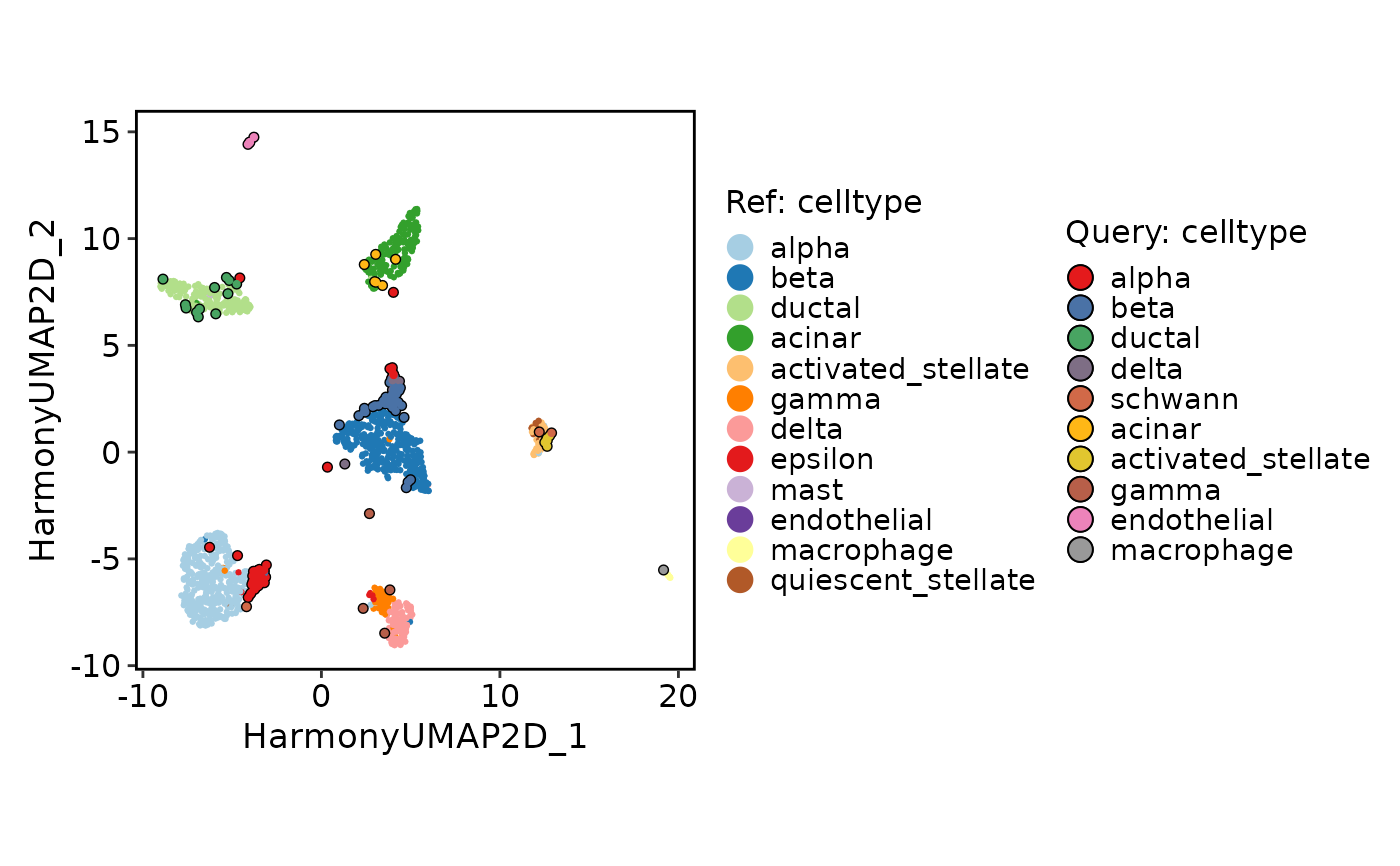 15
10
5
0
-5
-10
-10
0
10
20
HarmonyUMAP2D_1
HarmonyUMAP2D_2
Ref: celltype
alpha
beta
ductal
acinar
activated_stellate
gamma
delta
epsilon
mast
endothelial
macrophage
quiescent_stellate
Query: celltype
alpha
beta
ductal
delta
schwann
acinar
activated_stellate
gamma
endothelial
macrophage